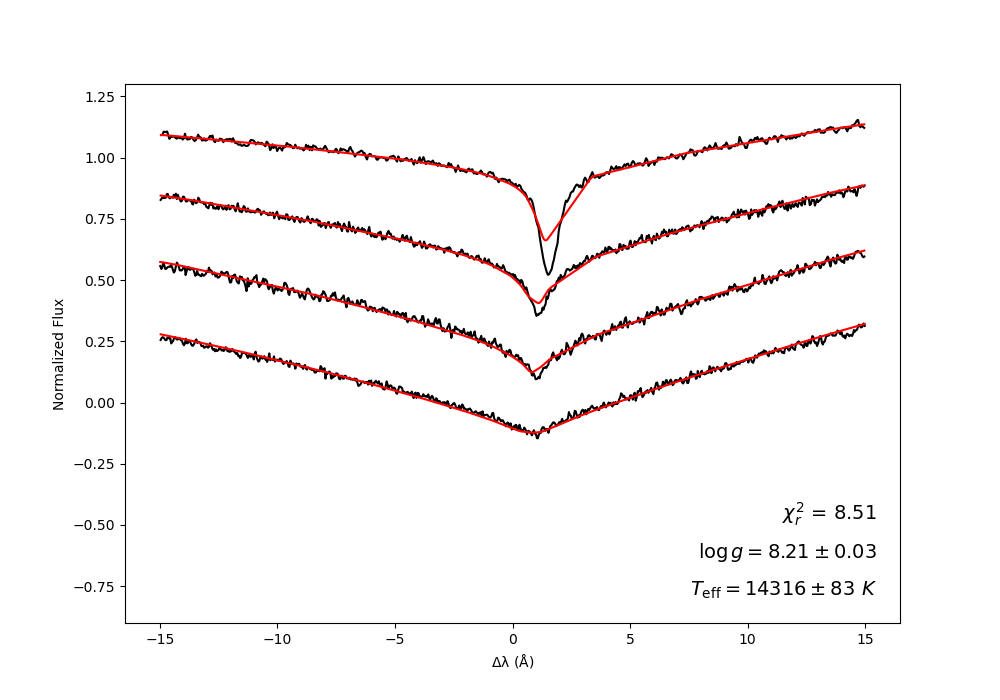 1.25
1.00
0.75
0.50
0.25
0.00
−0.25
−0.50
−0.75
Normalized Flux
χ²ᵣ = 8.51
log g = 8.21 ± 0.03
T_eff = 14316 ± 83 K
−15 −10 −5 0 5 10 15
Δλ (Å)